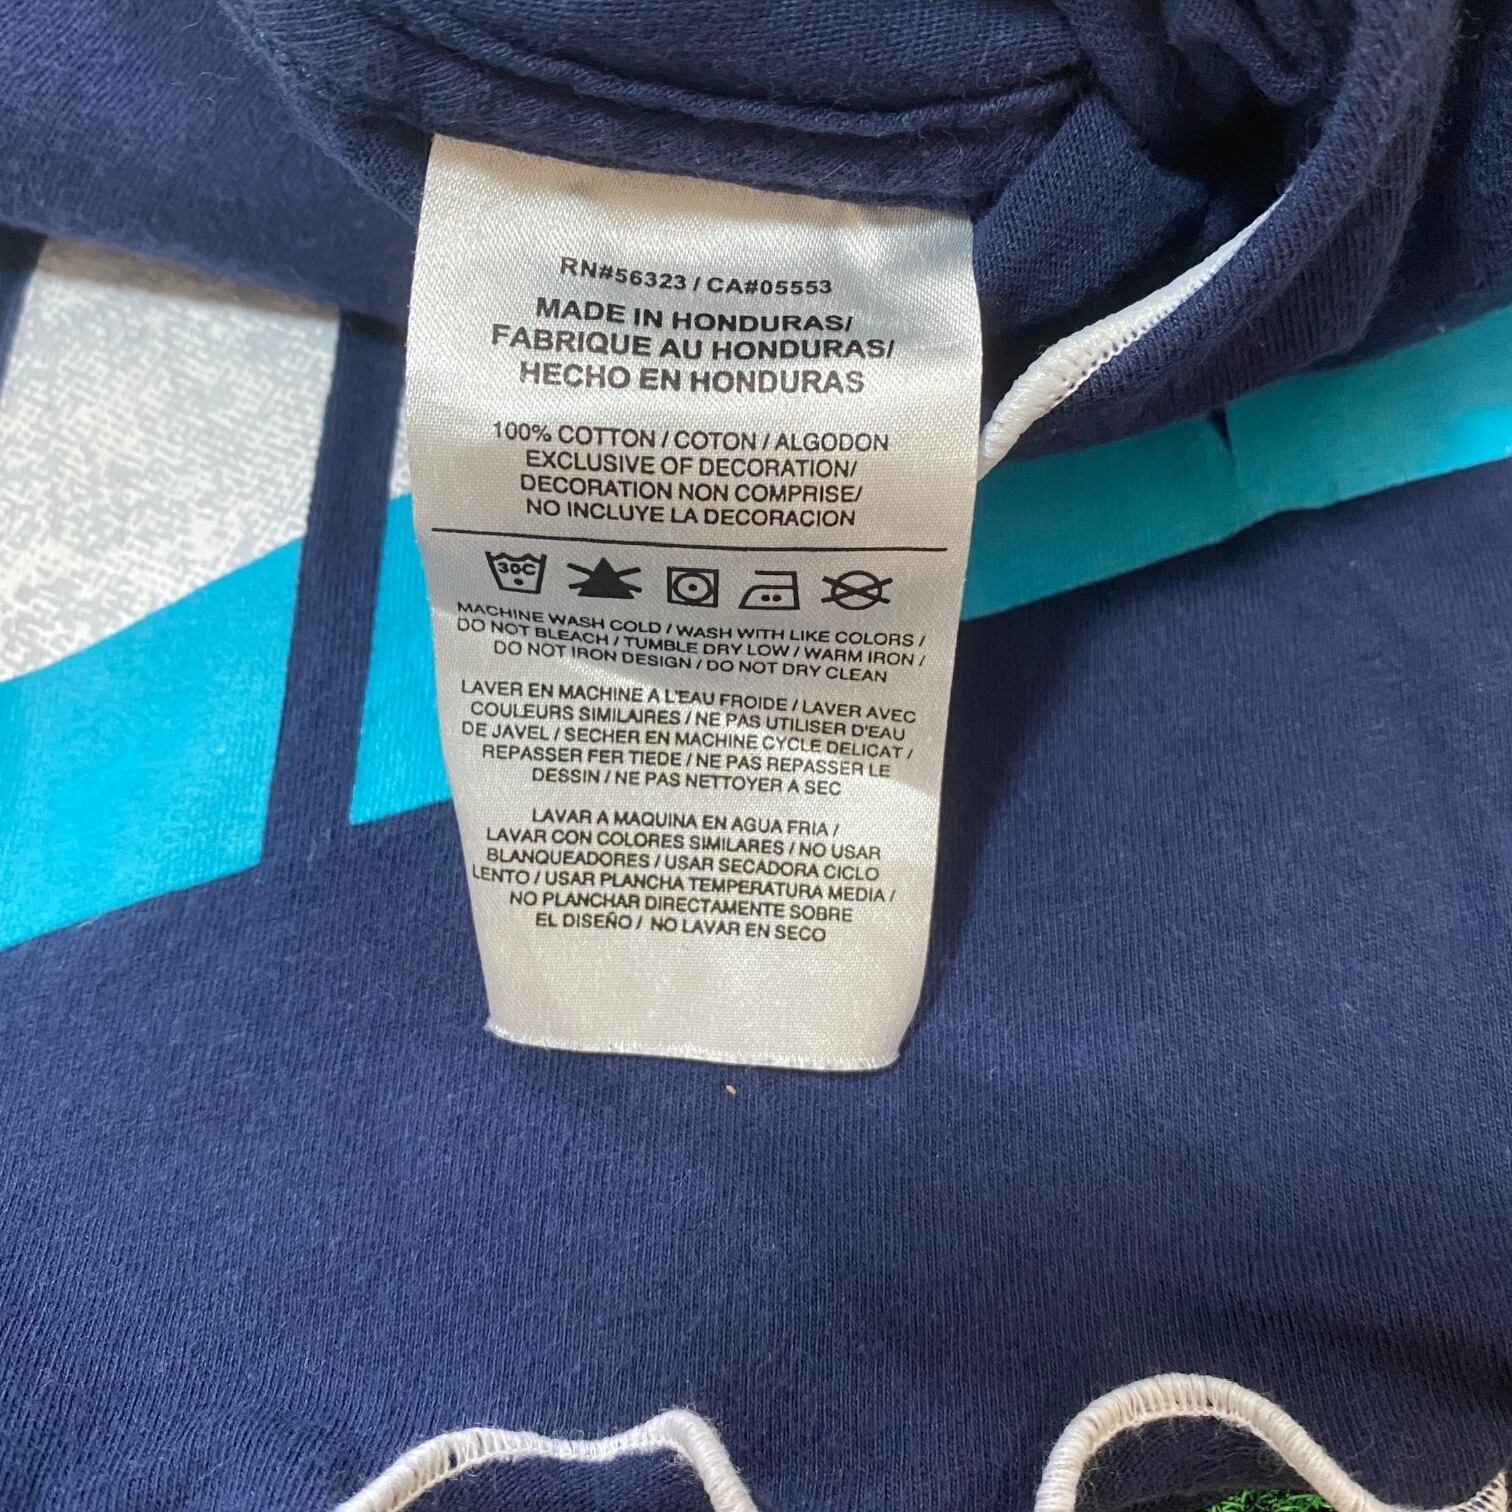 RN#56323 / CA#05553
MADE IN HONDURAS/
FABRIQUE AU HONDURAS/
HECHO EN HONDURAS
100% COTTON / COTON / ALGODON
EXCLUSIVE OF DECORATION/
DECORATION NON COMPRISE/
NO INCLUYE LA DECORACION
30C
MACHINE WASH COLD / WASH WITH LIKE COLORS /
DO NOT BLEACH / TUMBLE DRY LOW / WARM IRON /
DO NOT IRON DESIGN / DO NOT DRY CLEAN
LAVER EN MACHINE A L'EAU FROIDE / LAVER AVEC
COULEURS SIMILAIRES / NE PAS UTILISER D'EAU
DE JAVEL / SECHER EN MACHINE CYCLE DELICAT /
REPASSER FER TIEDE / NE PAS REPASSER LE
DESSIN / NE PAS NETTOYER A SEC
LAVAR A MAQUINA EN AGUA FRIA /
LAVAR CON COLORES SIMILARES / NO USAR
BLANQUEADORES / USAR SECADORA CICLO
LENTO / USAR PLANCHA TEMPERATURA MEDIA /
NO PLANCHAR DIRECTAMENTE SOBRE
EL DISEÑO / NO LAVAR EN SECO